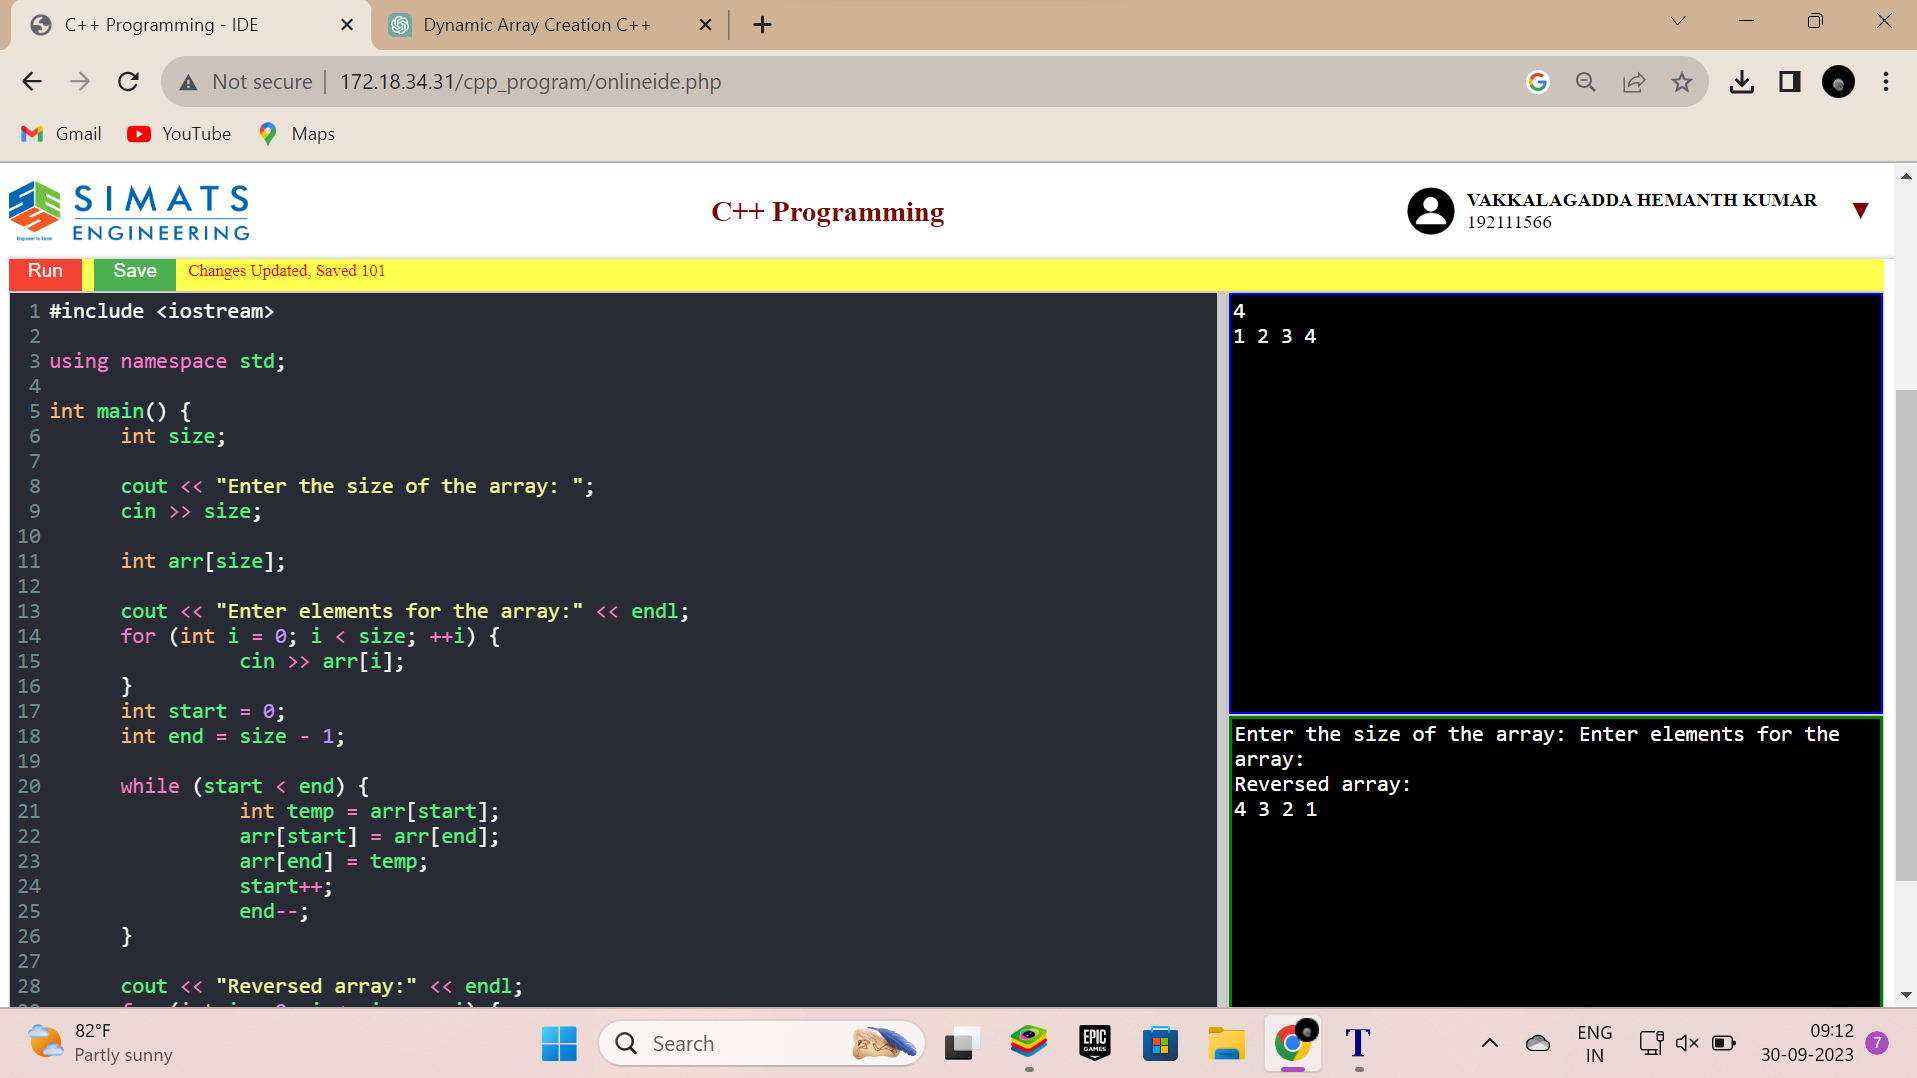 C++ Programming - IDE
Dynamic Array Creation C++
Not secure
172.18.34.31/cpp_program/onlineide.php
Gmail
YouTube
Maps
SIMATS
ENGINEERING
Engineer to Excel
C++ Programming
VAKKALAGADDA HEMANTH KUMAR
192111566
Run
Save
Changes Updated, Saved 101
1 #include <iostream>
2
3 using namespace std;
4
5 int main() {
6 int size;
7
8 cout << "Enter the size of the array: ";
9 cin >> size;
10
11 int arr[size];
12
13 cout << "Enter elements for the array:" << endl;
14 for (int i = 0; i < size; ++i) {
15 cin >> arr[i];
16 }
17 int start = 0;
18 int end = size - 1;
19
20 while (start < end) {
21 int temp = arr[start];
22 arr[start] = arr[end];
23 arr[end] = temp;
24 start++;
25 end--;
26 }
27
28 cout << "Reversed array:" << endl;
4
1 2 3 4
Enter the size of the array: Enter elements for the
array:
Reversed array:
4 3 2 1
82°F
Partly sunny
Search
EPIC
GAMES
T
ENG
IN
09:12
30-09-2023
7